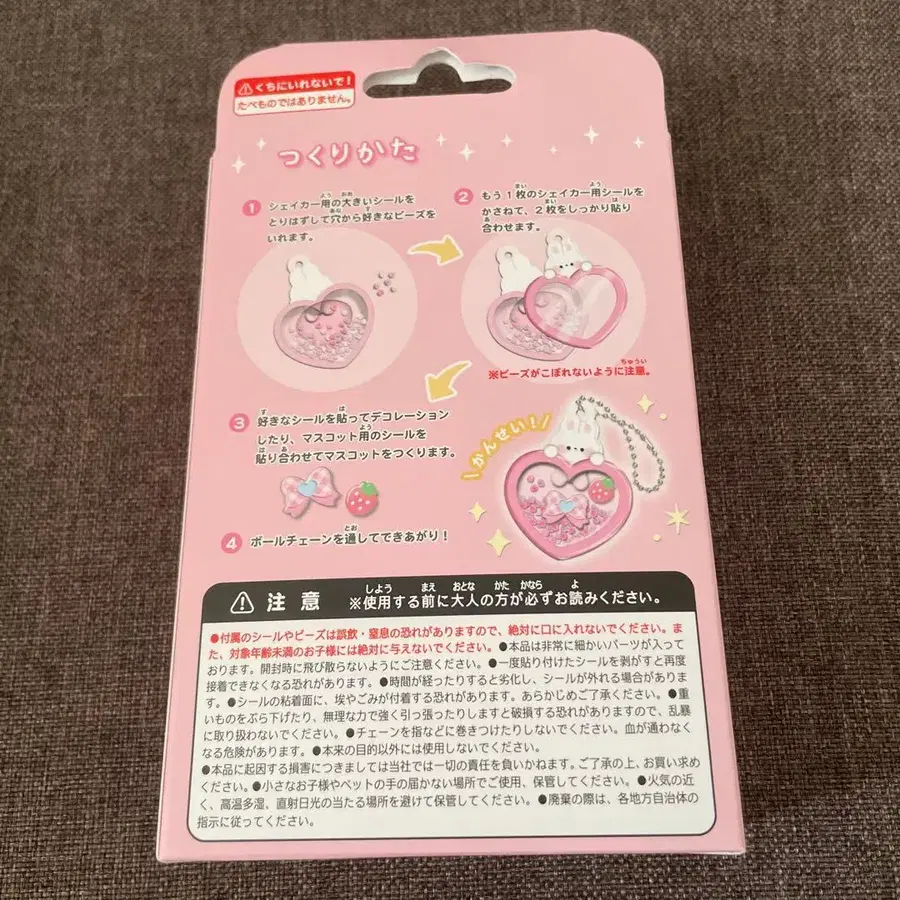 くちにいれないで!
たべものではありません。
つくりかた
1 シェイカー用の大きいシールを
とりはずして穴から好きなビーズを
いれます。
2 もう1枚のシェイカー用シールを
かさねて、2枚をしっかり貼り
合わせます。
※ビーズがこぼれないように注意。
3 好きなシールを貼ってデコレーション
したり、マスコット用のシールを
貼り合わせてマスコットをつくります。
かんせい!
4 ボールチェーンを通してできあがり!
注意 ※使用する前に大人の方が必ずお読みください。
●付属のシールやビーズは誤飲・窒息の恐れがありますので、絶対に口に入れないでください。ま
た、対象年齢未満のお子様には絶対に与えないでください。●本品は非常に細かいパーツが入って
おります。開封時に飛び散らないようにご注意ください。●一度貼り付けたシールを剥がすと再度
接着できなくなる恐れがあります。●時間が経ったりすると劣化し、シールが外れる場合がありま
す。●シールの粘着面に、埃やごみが付着する恐れがあります。あらかじめご了承ください。●重
いものをぶら下げたり、無理な力で強く引っ張ったりしますと破損する恐れがありますので、乱暴
に取り扱わないでください。●チェーンを指などに巻きつけたりしないでください。血が通わなく
なる危険があります。●本来の目的以外には使用しないでください。
●本品に起因する損害につきましては当社では一切の責任を負いかねます。ご了承の上、お買い求め
ください。●小さなお子様やペットの手の届かない場所でご使用、保管してください。●火気の近
く、高温多湿、直射日光の当たる場所を避けて保管してください。●廃棄の際は、各地方自治体の
指示に従ってください。